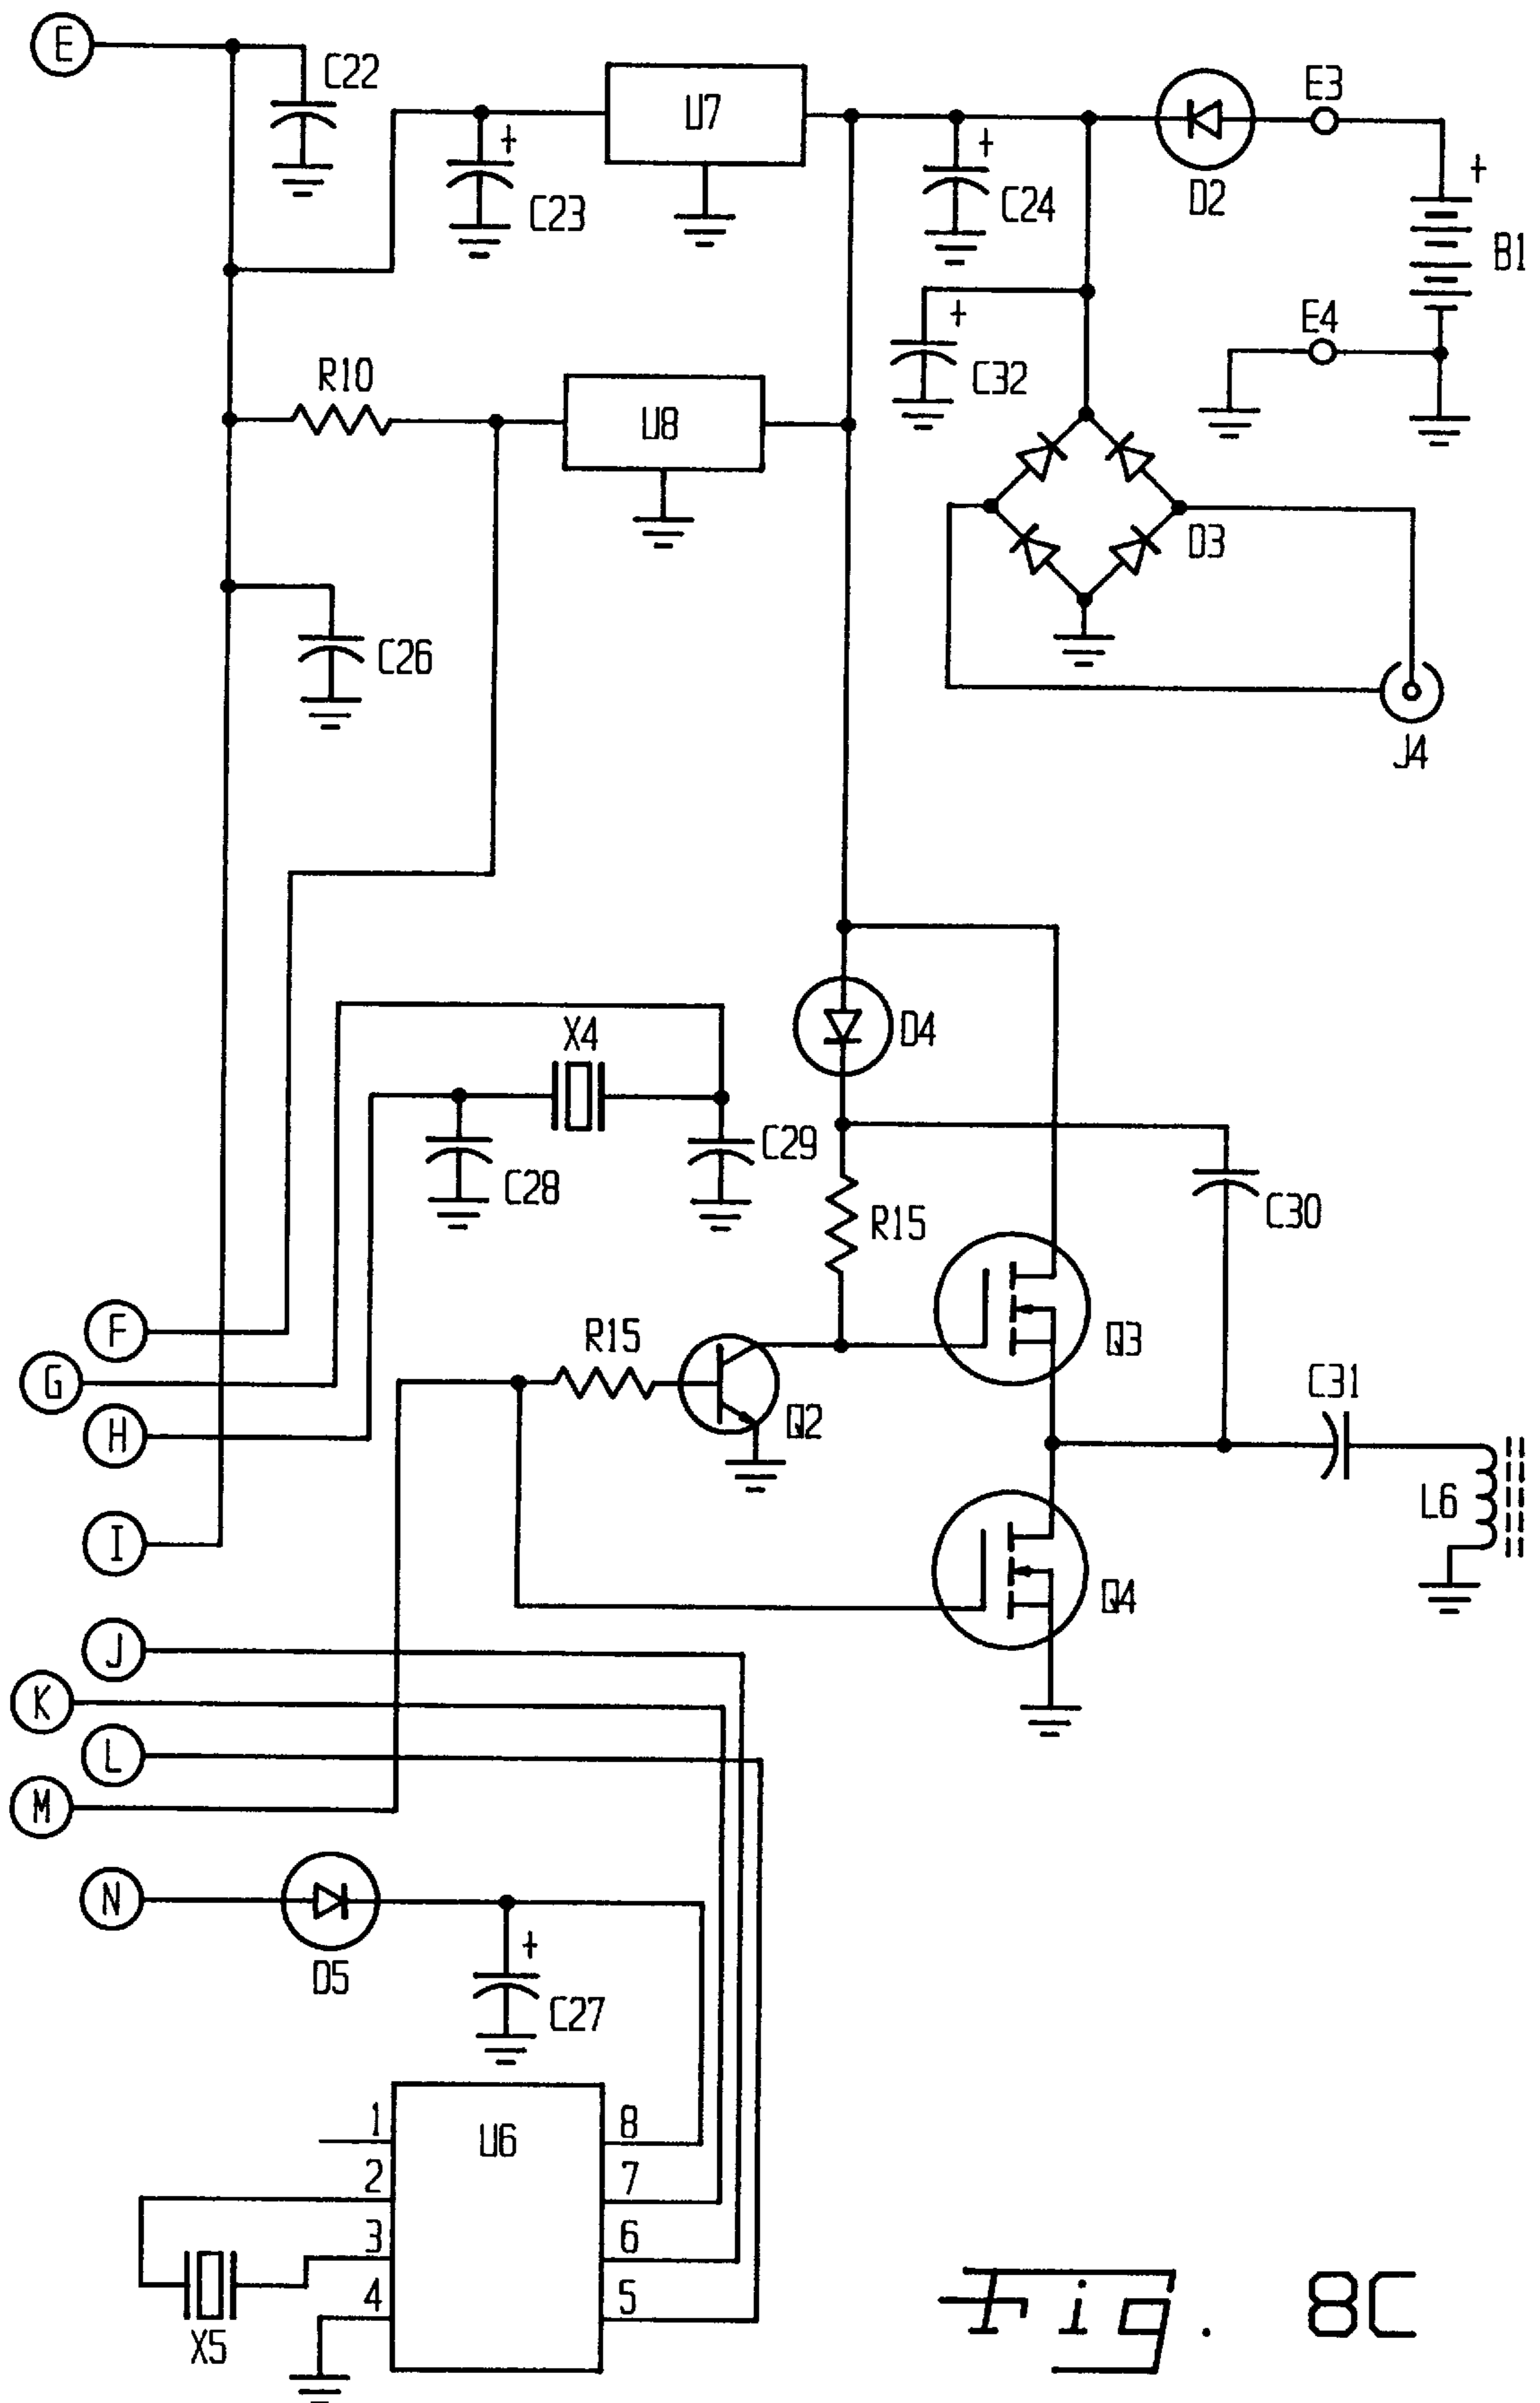 E
C22
U7
E3
+
+
+
C23
C24
D2
B1
+
E4
R10
C32
U8
D3
C26
J4
X4
D4
C29
C28
R15
C30
F
R15
Q3
G
Q2
C31
H
L6
I
Q4
J
K
L
M
N
+
D5
C27
1
U6
8
2
7
3
6
4
5
X5
Fig. 8C